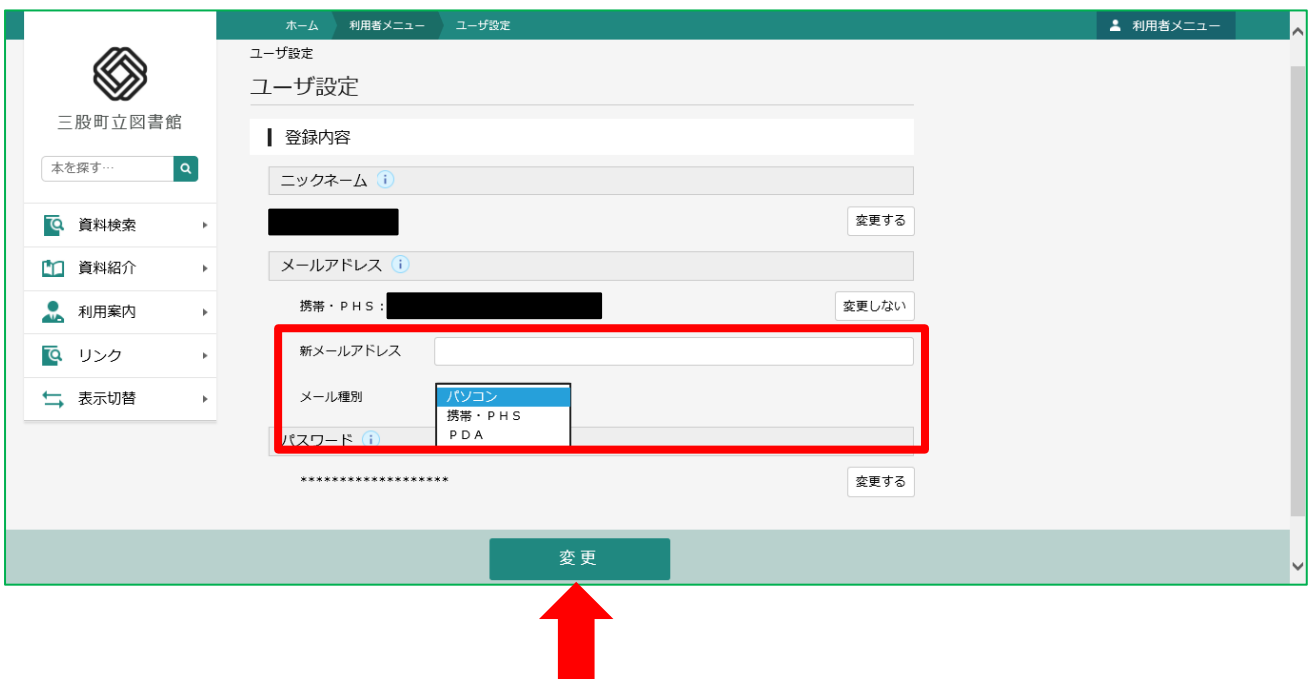 ホーム 利用者メニュー ユーザ設定 利用者メニュー
三股町立図書館
本を探す…
資料検索
資料紹介
利用案内
リンク
表示切替
ユーザ設定
ユーザ設定
登録内容
ニックネーム i
変更する
メールアドレス i
携帯・ＰＨＳ： 変更しない
新メールアドレス
メール種別 パソコン
携帯・ＰＨＳ
ＰＤＡ
パスワード i
******************* 変更する
変更